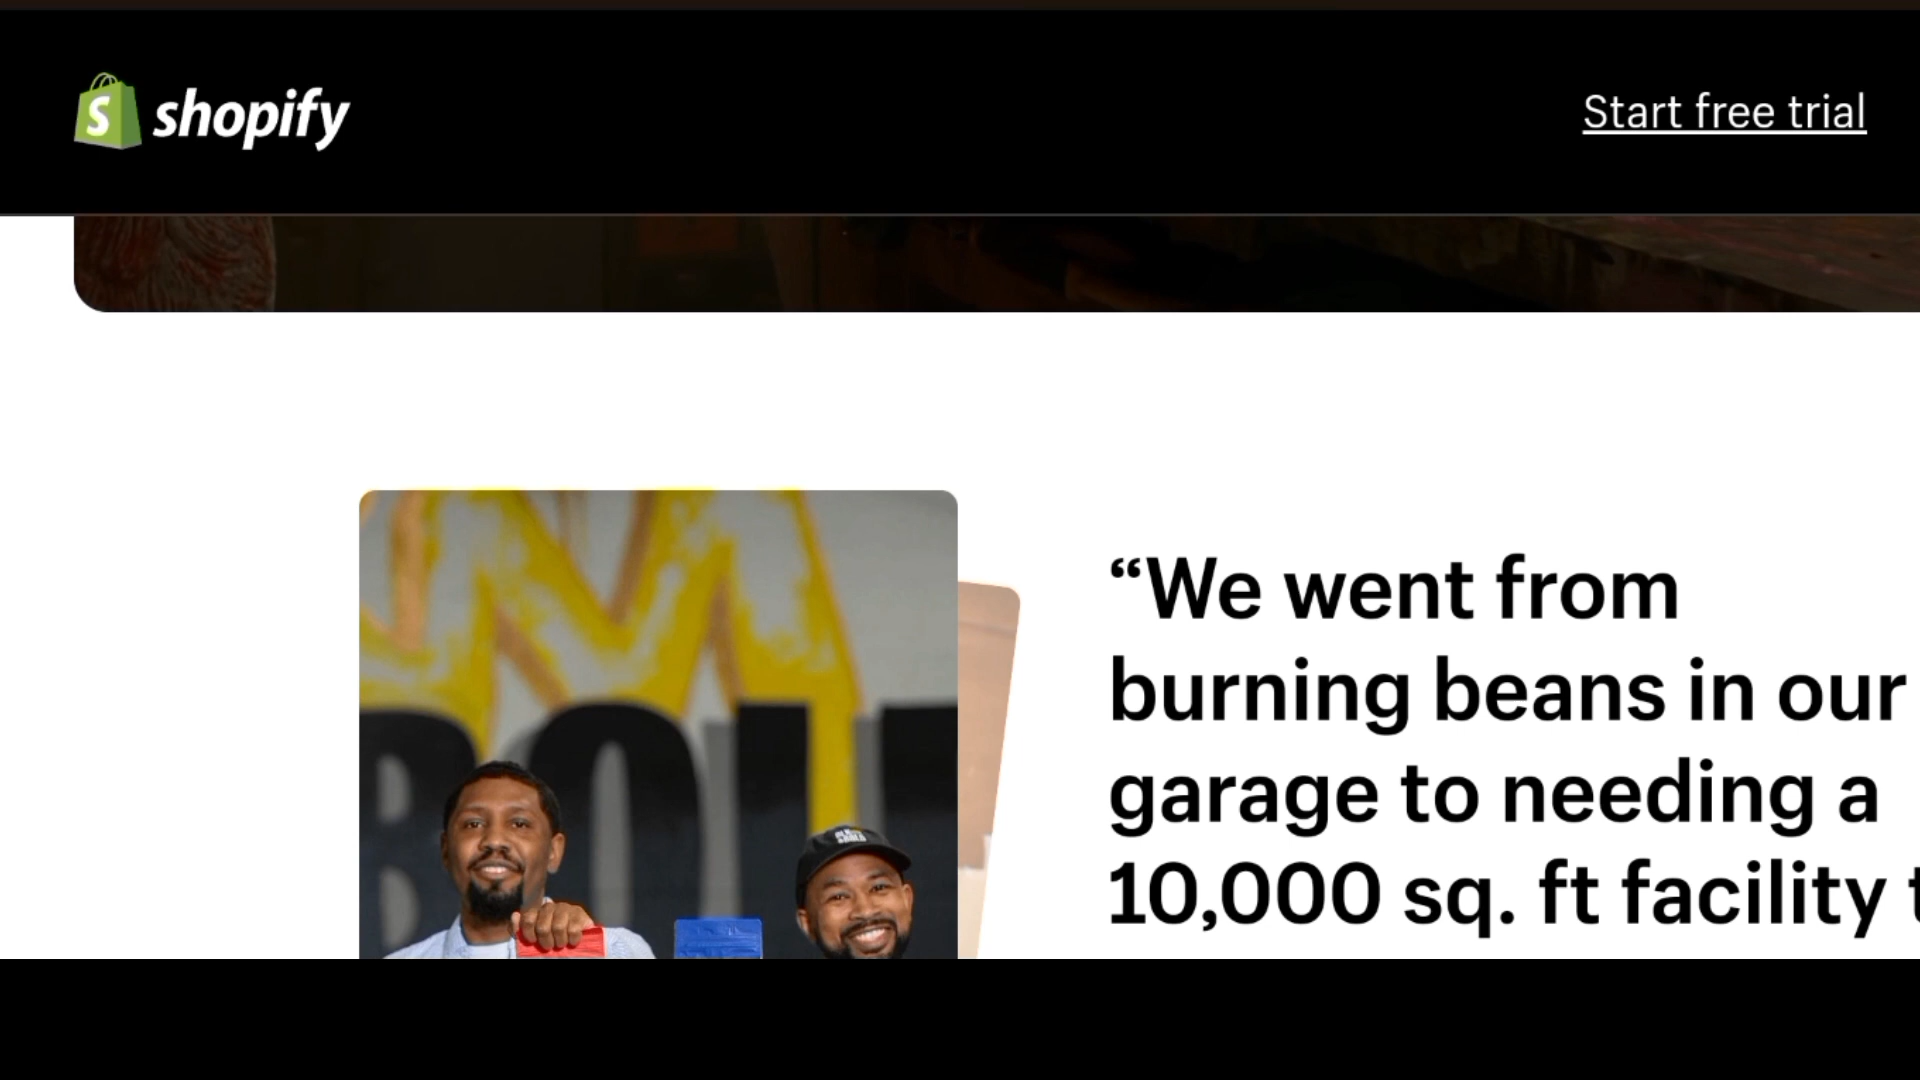 shopify
Start free trial
“We went from
burning beans in our
garage to needing a
10,000 sq. ft facility